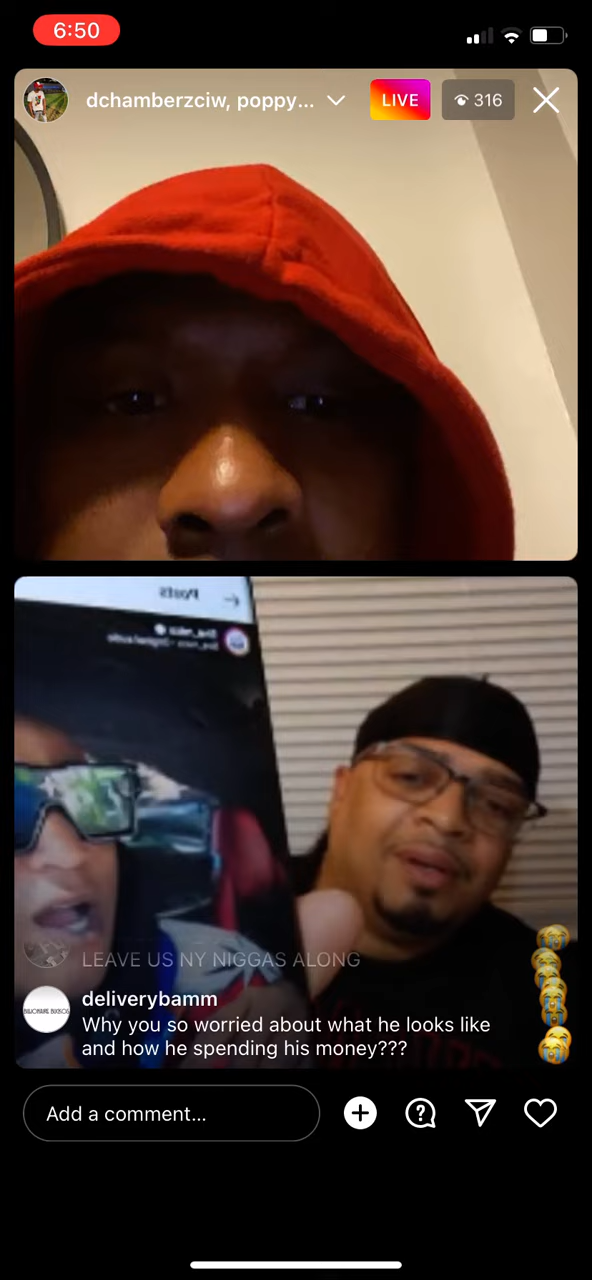 6:50
dchamberzciw, poppy...
LIVE
316
Posts
LEAVE US NY NIGGAS ALONG
deliverybamm
Why you so worried about what he looks like
and how he spending his money???
Add a comment...